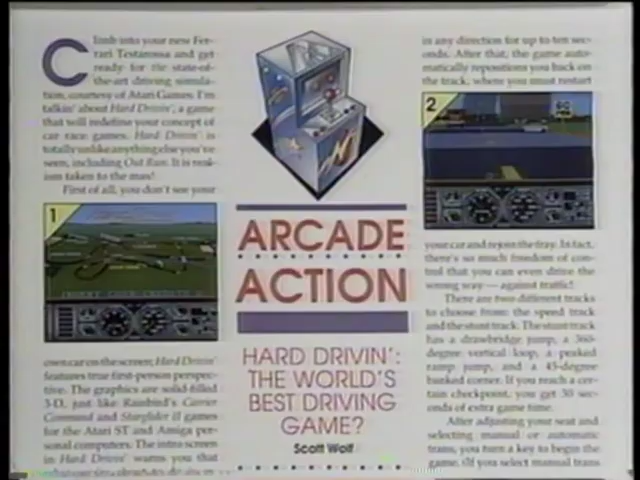 Climb into your new Fer-
rari Testarossa and get
ready for the state-of-
the-art driving simula-
tion, courtesy of Atari Games. I'm
talkin' about Hard Drivin', a game
that will redefine your concept of
car race games. Hard Drivin' is
totally unlike anything else you've
seen, including Out Run. It is real-
ism taken to the max!
First of all, you don't see your
1
own car on the screen; Hard Drivin'
features true first-person perspec-
tive. The graphics are solid-filled
3-D, just like Rainbird's Carrier
Command and Starglider II games
for the Atari ST and Amiga per-
sonal computers. The intro screen
in Hard Drivin' warns you that
ARCADE
ACTION
HARD DRIVIN':
THE WORLD'S
BEST DRIVING
GAME?
Scott Wolf
in any direction for up to ten sec-
onds. After that, the game auto-
matically repositions you back on
the track, where you must restart
2
60
your car and rejoin the fray. In fact,
there's so much freedom of con-
trol that you can even drive the
wrong way — against traffic!
There are two different tracks
to choose from: the speed track
and the stunt track. The stunt track
has a drawbridge jump, a 360-
degree vertical loop, a peaked
ramp jump, and a 45-degree
banked corner. If you reach a cer-
tain checkpoint, you get 30 sec-
onds of extra game time.
After adjusting your seat and
selecting manual or automatic
trans, you turn a key to begin the
game. (If you select manual trans